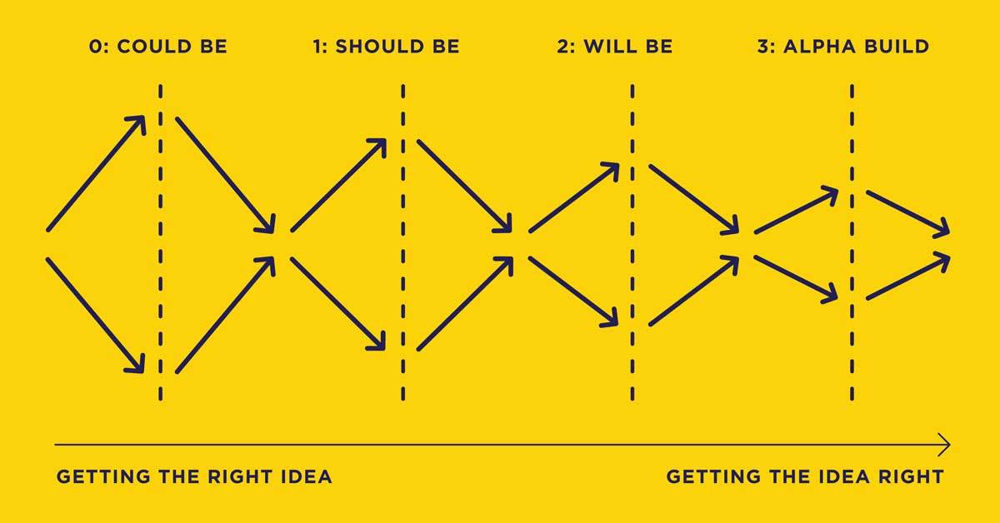 0: COULD BE
1: SHOULD BE
2: WILL BE
3: ALPHA BUILD
GETTING THE RIGHT IDEA
GETTING THE IDEA RIGHT